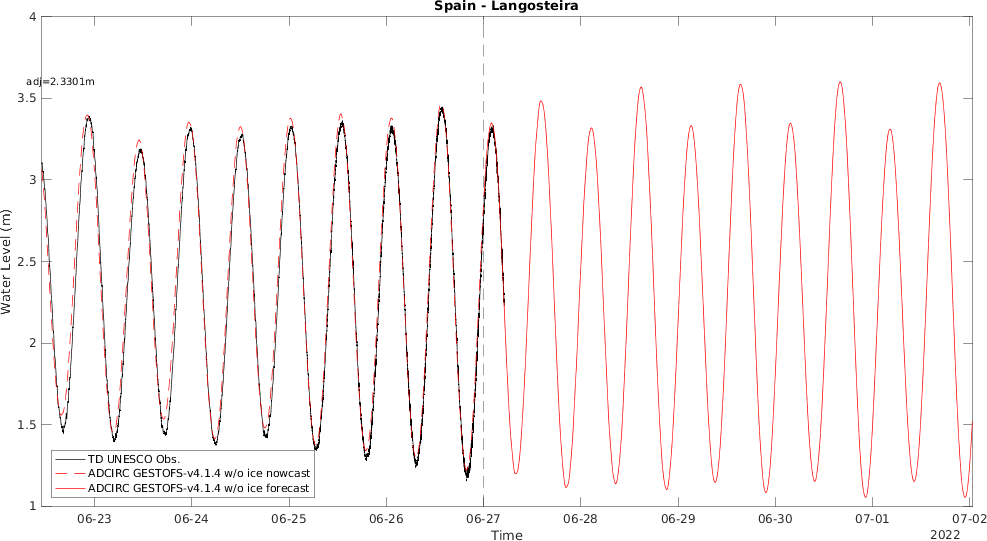 Spain - Langosteira
4
adj=2.3301m
3.5
3
2.5
2
1.5
1
Water Level (m)
TD UNESCO Obs.
ADCIRC GESTOFS-v4.1.4 w/o ice nowcast
ADCIRC GESTOFS-v4.1.4 w/o ice forecast
06-23 06-24 06-25 06-26 06-27 06-28 06-29 06-30 07-01 07-02
Time 2022